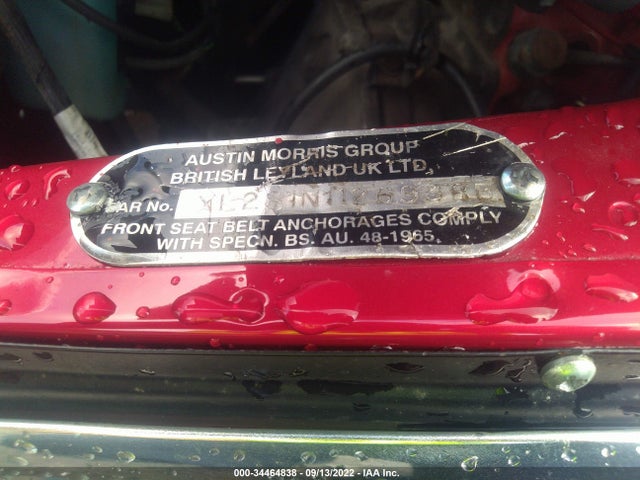 AUSTIN MORRIS GROUP
BRITISH LEYLAND UK LTD,
CAR No.
FRONT SEAT BELT ANCHORAGES COMPLY
WITH SPECN. BS. AU. 48-1965.
000-34464838 - 09/13/2022 - IAA Inc.